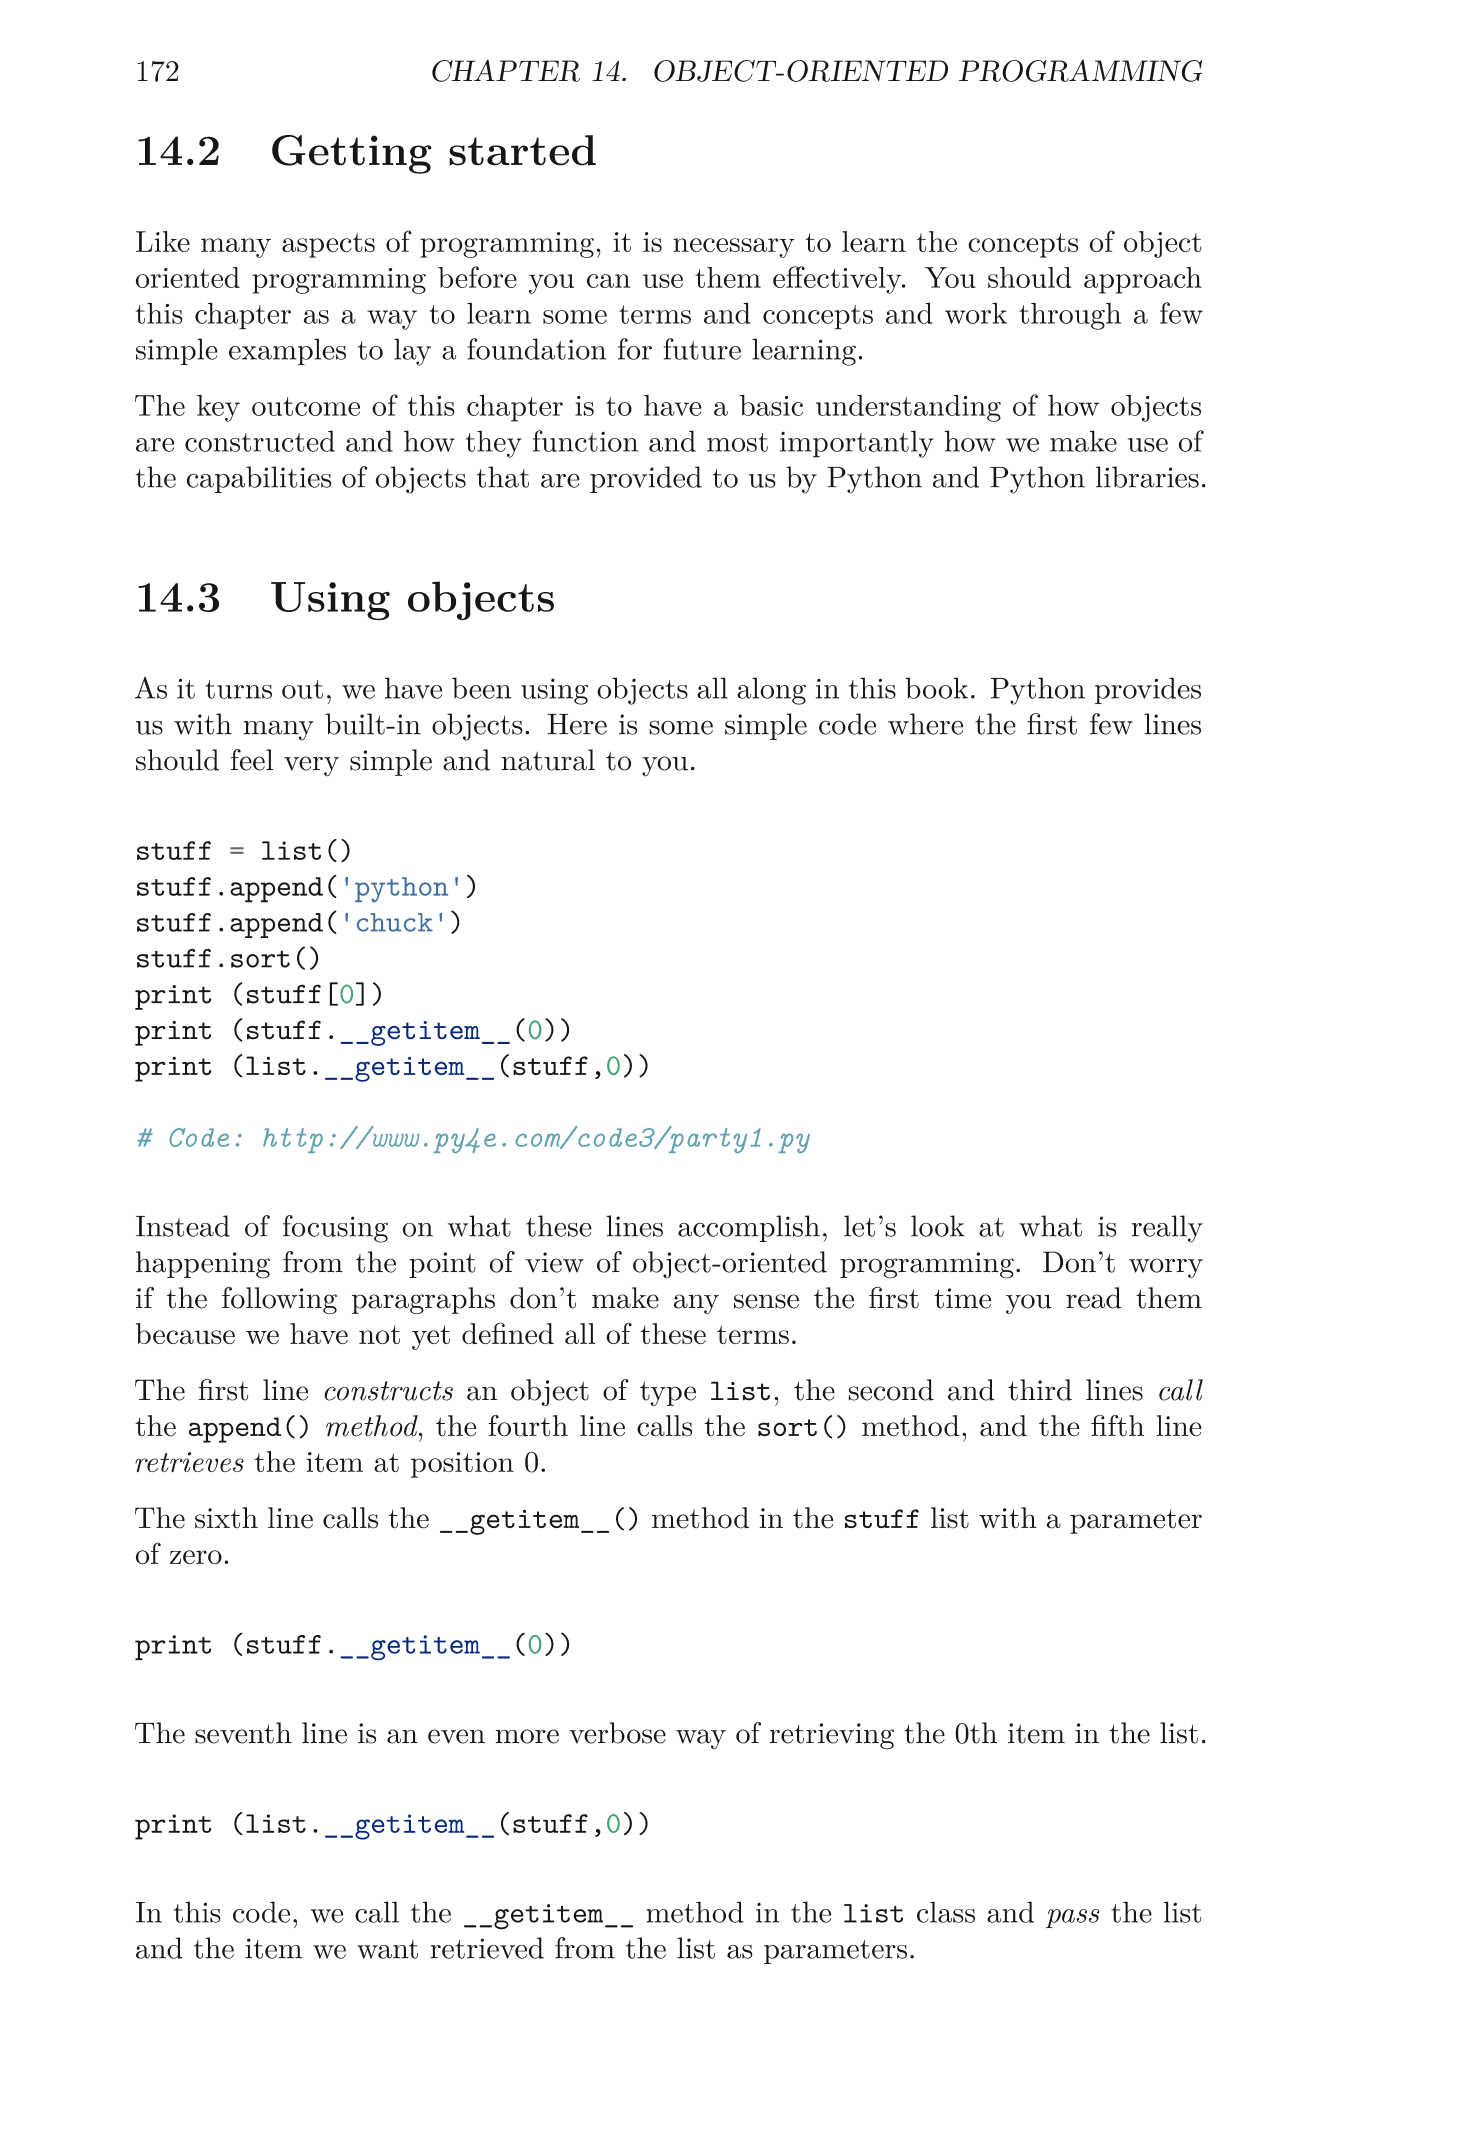 172 CHAPTER 14. OBJECT-ORIENTED PROGRAMMING
14.2 Getting started
Like many aspects of programming, it is necessary to learn the concepts of object
oriented programming before you can use them effectively. You should approach
this chapter as a way to learn some terms and concepts and work through a few
simple examples to lay a foundation for future learning.
The key outcome of this chapter is to have a basic understanding of how objects
are constructed and how they function and most importantly how we make use of
the capabilities of objects that are provided to us by Python and Python libraries.
14.3 Using objects
As it turns out, we have been using objects all along in this book. Python provides
us with many built-in objects. Here is some simple code where the first few lines
should feel very simple and natural to you.
stuff = list()
stuff.append('python')
stuff.append('chuck')
stuff.sort()
print (stuff[0])
print (stuff.__getitem__(0))
print (list.__getitem__(stuff,0))
# Code: http://www.py4e.com/code3/party1.py
Instead of focusing on what these lines accomplish, let's look at what is really
happening from the point of view of object-oriented programming. Don't worry
if the following paragraphs don't make any sense the first time you read them
because we have not yet defined all of these terms.
The first line constructs an object of type list, the second and third lines call
the append() method, the fourth line calls the sort() method, and the fifth line
retrieves the item at position 0.
The sixth line calls the __getitem__() method in the stuff list with a parameter
of zero.
print (stuff.__getitem__(0))
The seventh line is an even more verbose way of retrieving the 0th item in the list.
print (list.__getitem__(stuff,0))
In this code, we call the __getitem__ method in the list class and pass the list
and the item we want retrieved from the list as parameters.